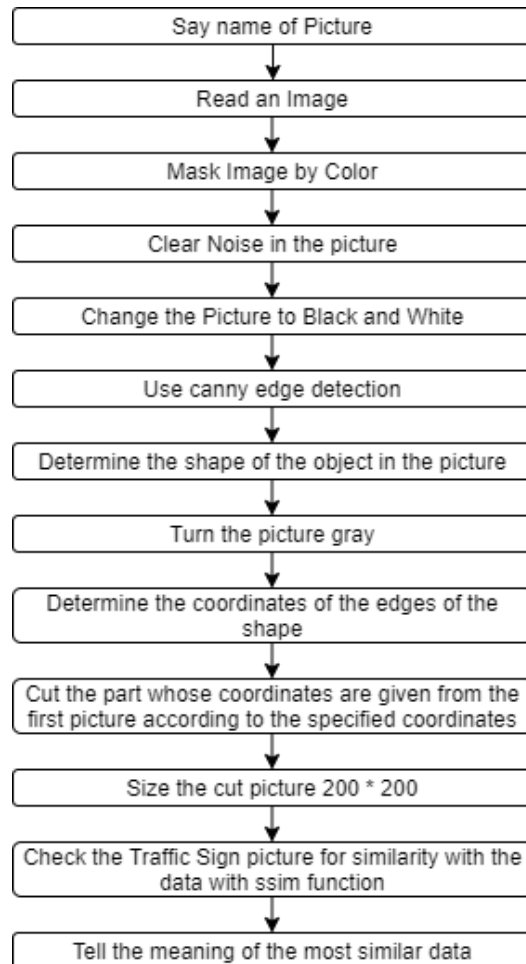 Say name of Picture
Read an Image
Mask Image by Color
Clear Noise in the picture
Change the Picture to Black and White
Use canny edge detection
Determine the shape of the object in the picture
Turn the picture gray
Determine the coordinates of the edges of the
shape
Cut the part whose coordinates are given from the
first picture according to the specified coordinates
Size the cut picture 200 * 200
Check the Traffic Sign picture for similarity with the
data with ssim function
Tell the meaning of the most similar data